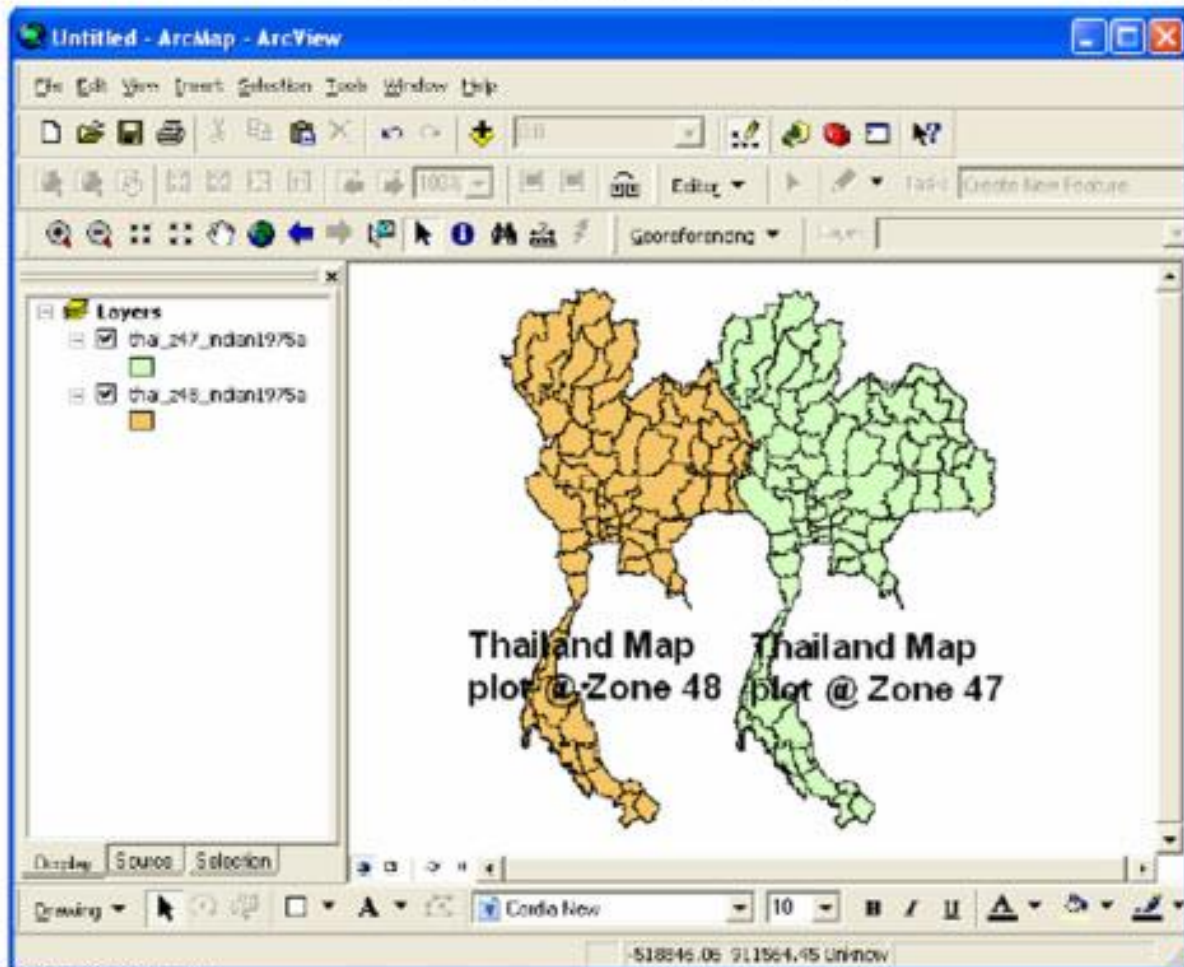 Untitled - ArcMap - ArcView
File Edit View Insert Selection Tools Window Help
100% Editor Task: Create New Feature
Georeferencing Layer:
Layers
thai_z47_indian1975a
thai_z48_indian1975a
Thailand Map
plot @ Zone 48
Thailand Map
plot @ Zone 47
Display Source Selection
Drawing A Cordia New 10 B I U A
-518846.06 911564.45 Unknow